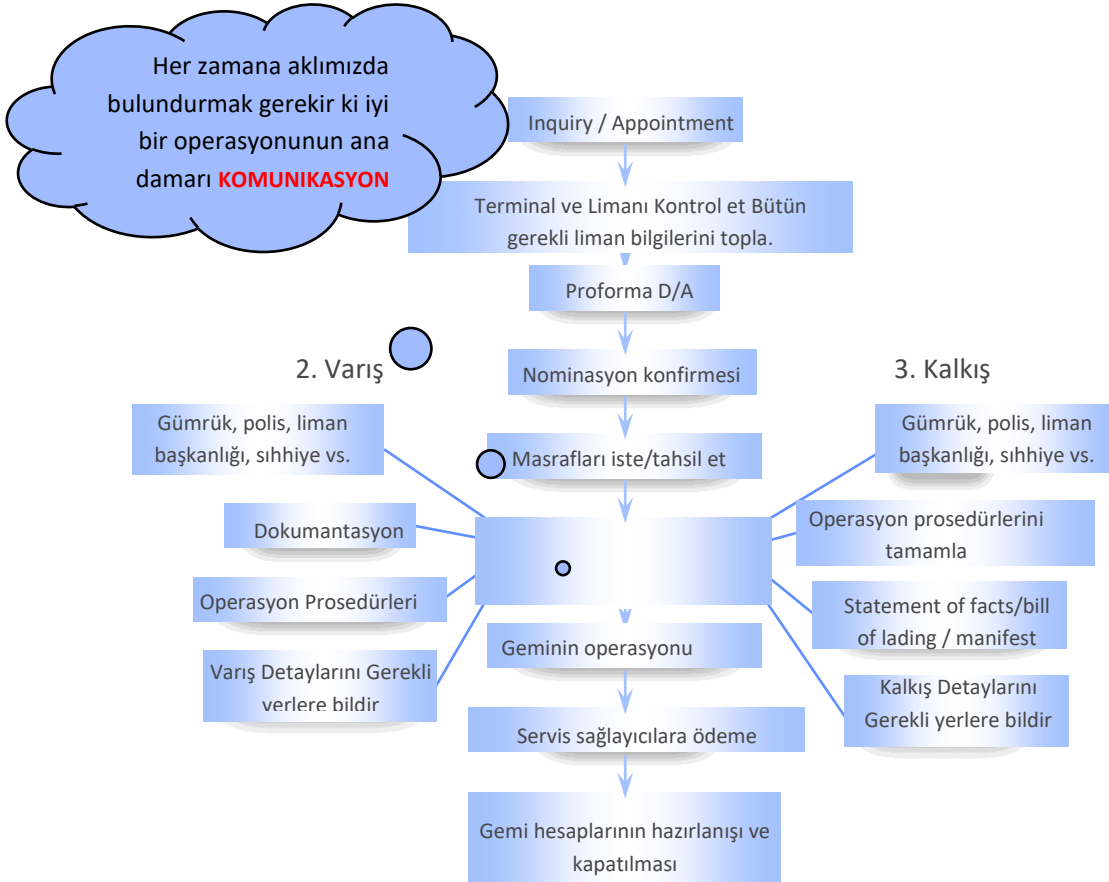 Her zamana aklımızda
bulundurmak gerekir ki iyi
bir operasyonunun ana
damarı KOMUNIKASYON
Inquiry / Appointment
Terminal ve Limanı Kontrol et Bütün
gerekli liman bilgilerini topla.
Proforma D/A
Nominasyon konfirmesi
Masrafları iste/tahsil et
2. Varış
Gümrük, polis, liman
başkanlığı, sıhhiye vs.
Dokumantasyon
Operasyon Prosedürleri
Varış Detaylarını Gerekli
yerlere bildir
3. Kalkış
Gümrük, polis, liman
başkanlığı, sıhhiye vs.
Operasyon prosedürlerini
tamamla
Statement of facts/bill
of lading / manifest
Kalkış Detaylarını
Gerekli yerlere bildir
Geminin operasyonu
Servis sağlayıcılara ödeme
Gemi hesaplarının hazırlanışı ve
kapatılması